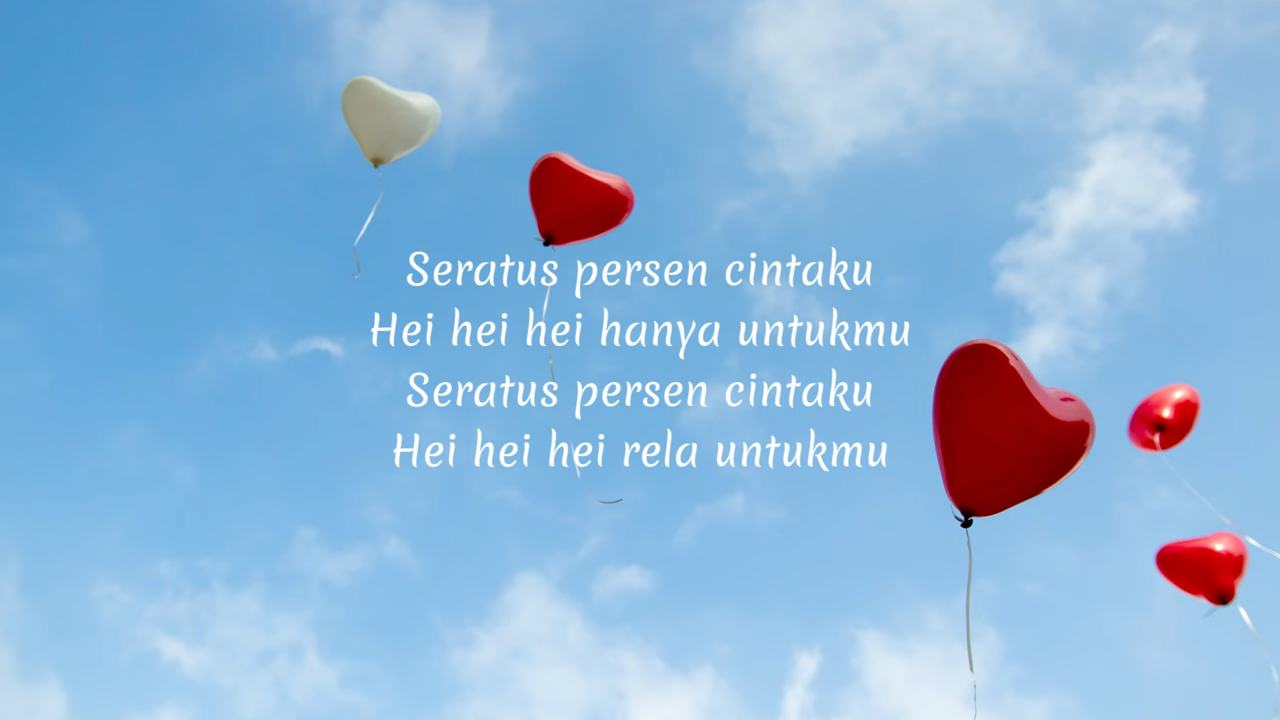 Seratus persen cintaku
Hei hei hei hanya untukmu
Seratus persen cintaku
Hei hei hei rela untukmu